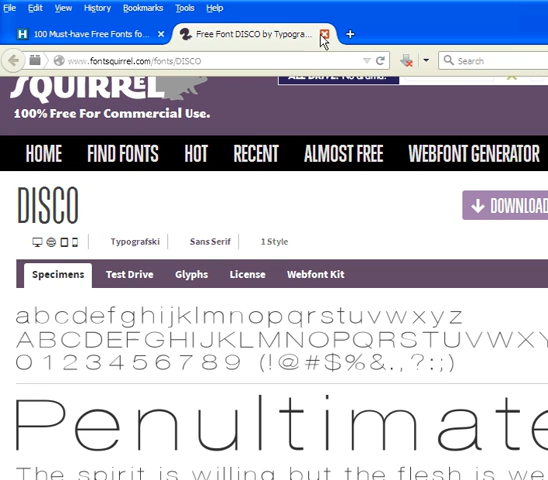 File Edit View History Bookmarks Tools Help
100 Must-have Free Fonts fo... Free Font DISCO by Typogra...
www.fontsquirrel.com/fonts/DISCO Search
SQUIRREL
100% Free For Commercial Use.
HOME FIND FONTS HOT RECENT ALMOST FREE WEBFONT GENERATOR
DISCO DOWNLOAD
Typografski Sans Serif 1 Style
Specimens Test Drive Glyphs License Webfont Kit
abcdefghijklmnopqrstuvwxyz
ABCDEFGHIJKLMNOPQRSTUVWX
0123456789 (!@#$%&.,?:;)
Penultimate
The spirit is willing but the flesh is we